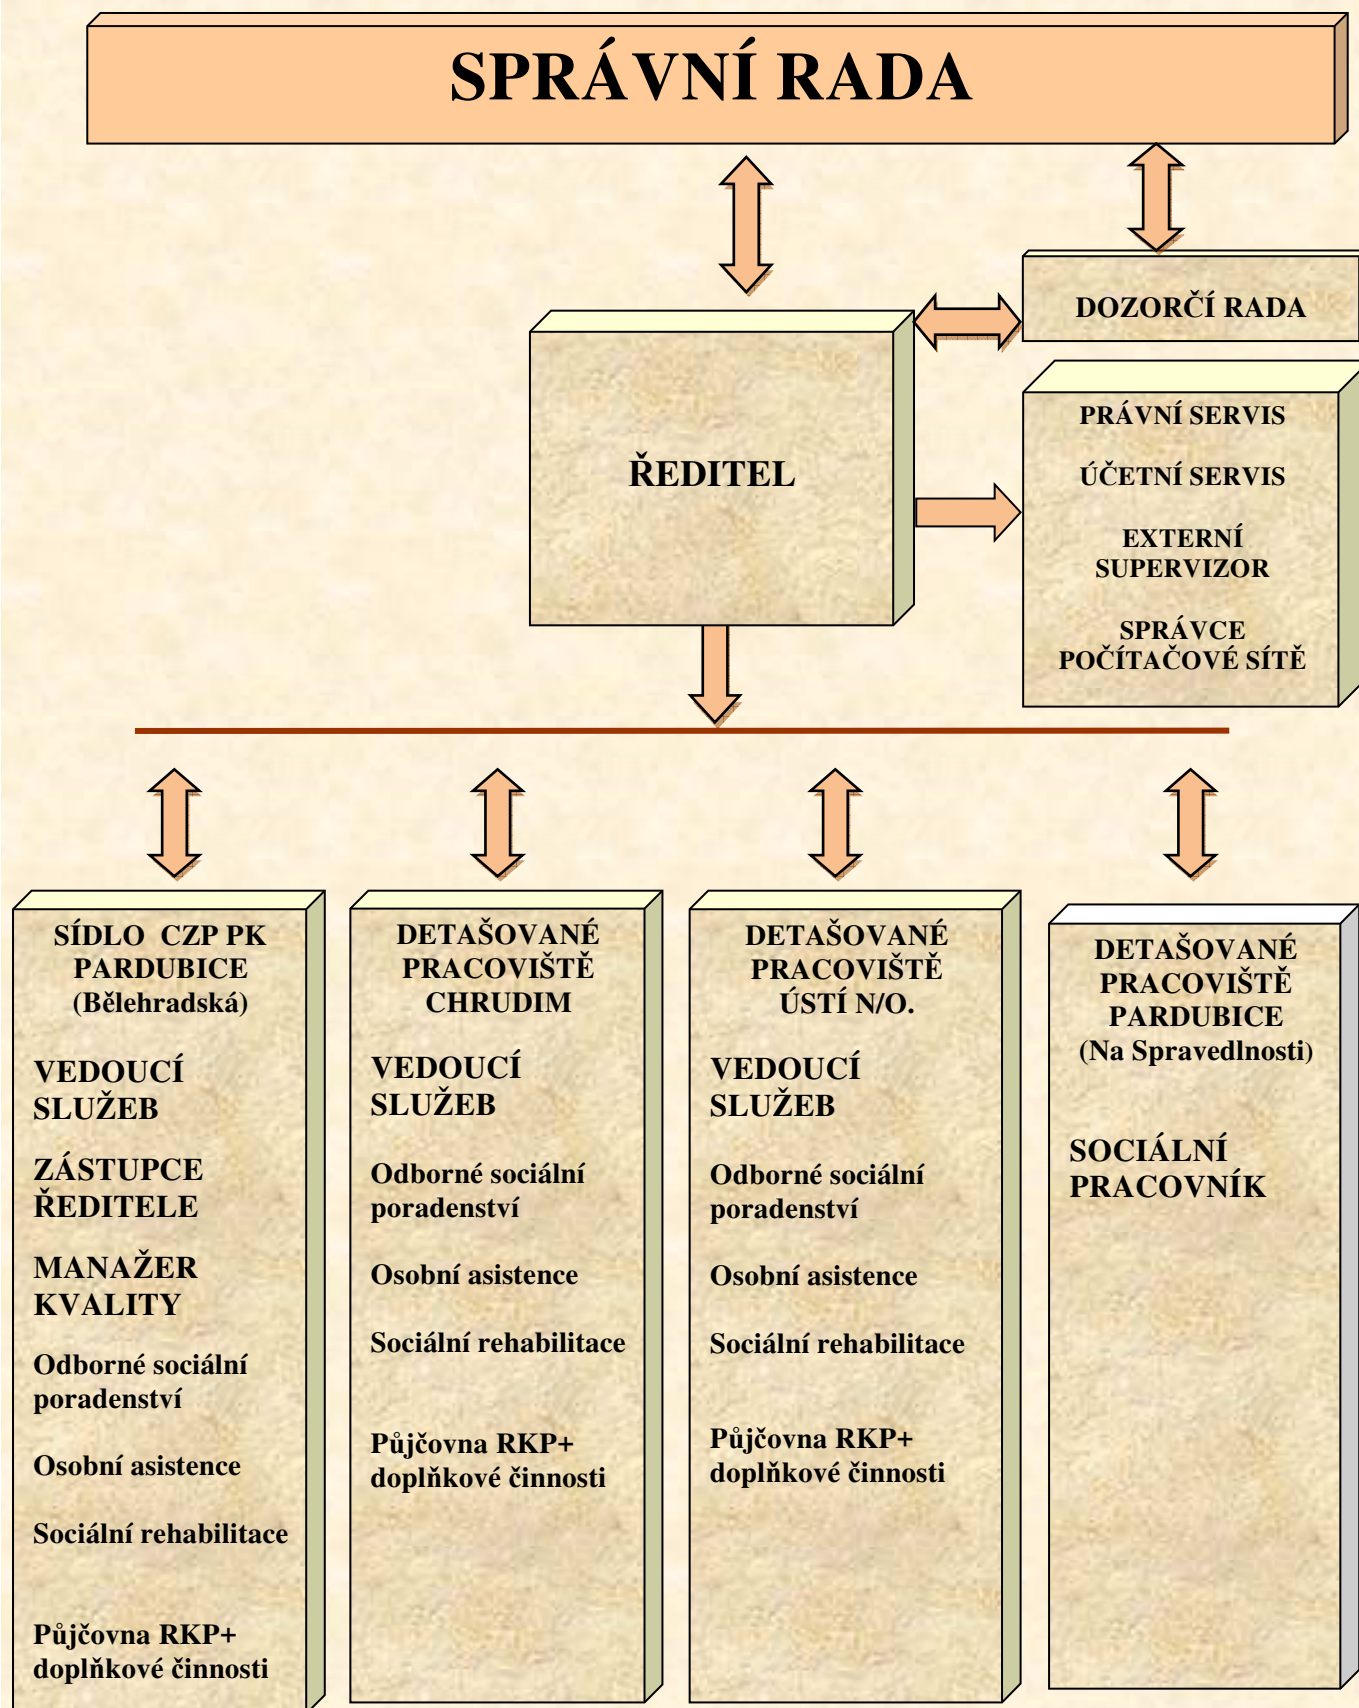 SPRÁVNÍ RADA
DOZORČÍ RADA
ŘEDITEL
PRÁVNÍ SERVIS
ÚČETNÍ SERVIS
EXTERNÍ
SUPERVIZOR
SPRÁVCE
POČÍTAČOVÉ SÍTĚ
SÍDLO CZP PK
PARDUBICE
(Bělehradská)
VEDOUCÍ
SLUŽEB
ZÁSTUPCE
ŘEDITELE
MANAŽER
KVALITY
Odborné sociální
poradenství
Osobní asistence
Sociální rehabilitace
Půjčovna RKP+
doplňkové činnosti
DETAŠOVANÉ
PRACOVIŠTĚ
CHRUDIM
VEDOUCÍ
SLUŽEB
Odborné sociální
poradenství
Osobní asistence
Sociální rehabilitace
Půjčovna RKP+
doplňkové činnosti
DETAŠOVANÉ
PRACOVIŠTĚ
ÚSTÍ N/O.
VEDOUCÍ
SLUŽEB
Odborné sociální
poradenství
Osobní asistence
Sociální rehabilitace
Půjčovna RKP+
doplňkové činnosti
DETAŠOVANÉ
PRACOVIŠTĚ
PARDUBICE
(Na Spravedlnosti)
SOCIÁLNÍ
PRACOVNÍK